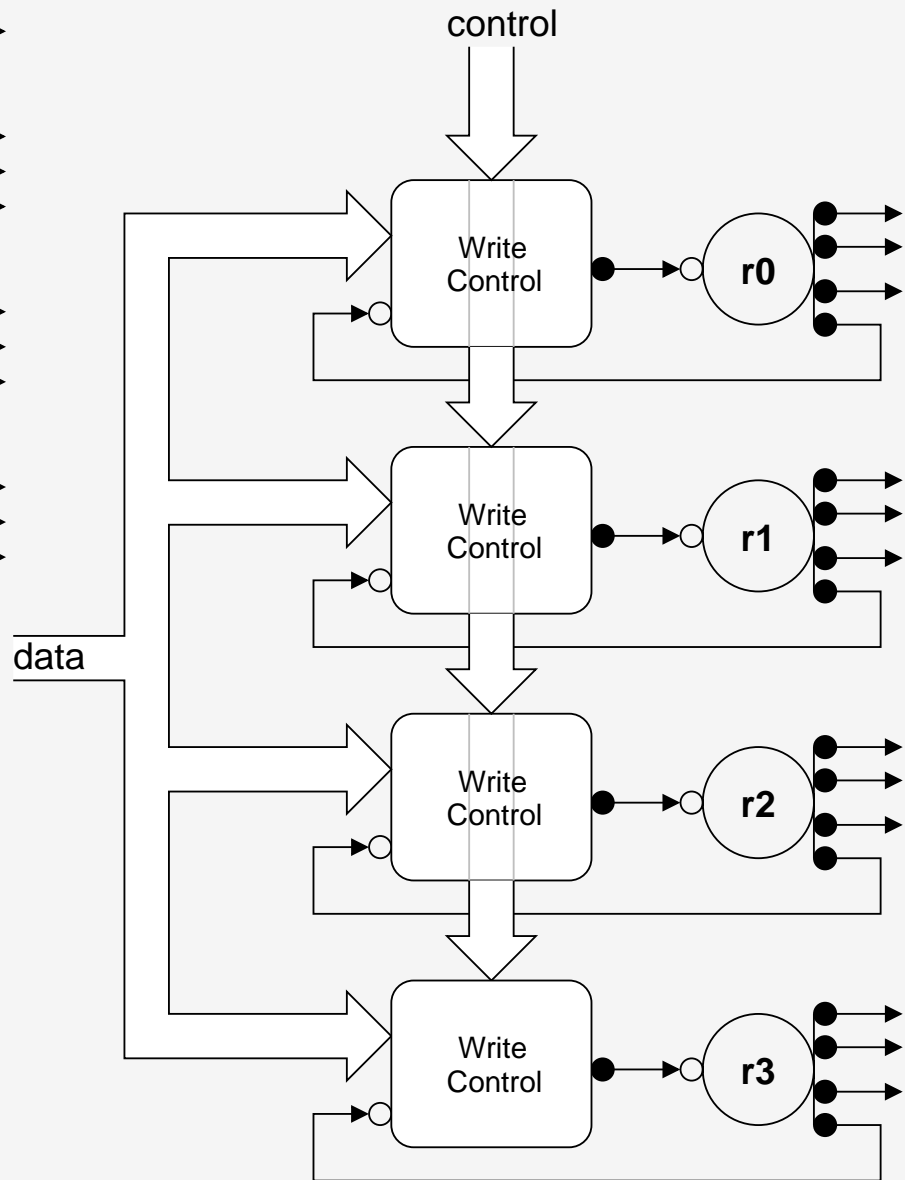 control
Write
Control
r0
Write
Control
r1
data
Write
Control
r2
Write
Control
r3